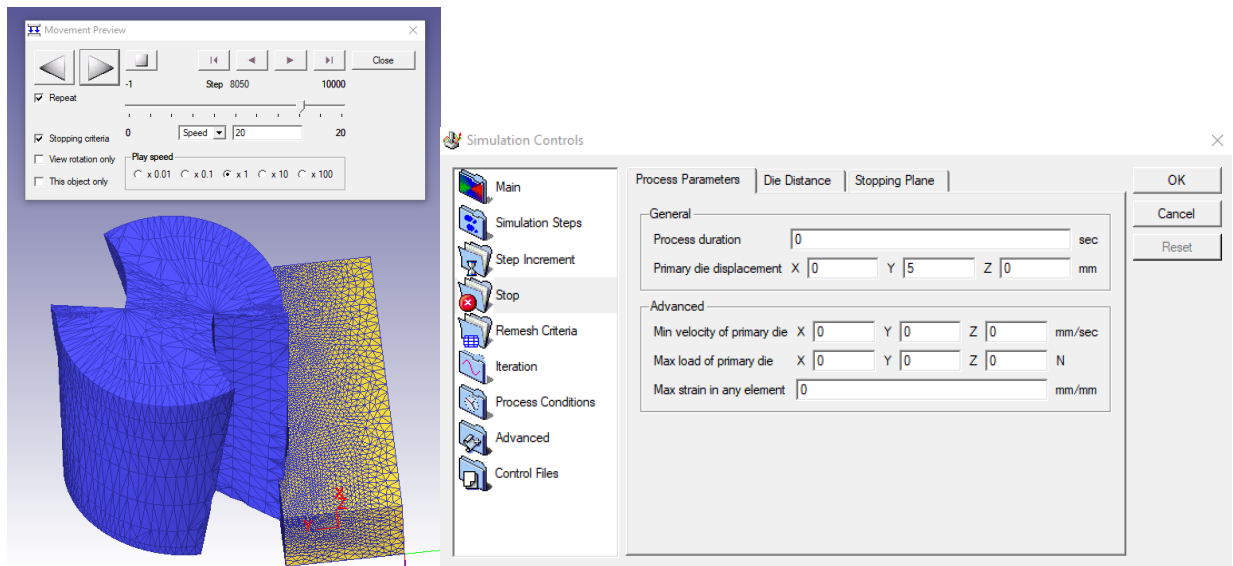 Movement Preview
Close
-1 Step 8050 10000
Repeat
0 Speed 20 20
Stopping criteria
View rotation only
This object only
Play speed
x 0.01 x 0.1 x 1 x 10 x 100
X
Z
Y
Simulation Controls
Main
Simulation Steps
Step Increment
Stop
Remesh Criteria
Iteration
Process Conditions
Advanced
Control Files
Process Parameters Die Distance Stopping Plane
General
Process duration 0 sec
Primary die displacement X 0 Y 5 Z 0 mm
Advanced
Min velocity of primary die X 0 Y 0 Z 0 mm/sec
Max load of primary die X 0 Y 0 Z 0 N
Max strain in any element 0 mm/mm
OK
Cancel
Reset